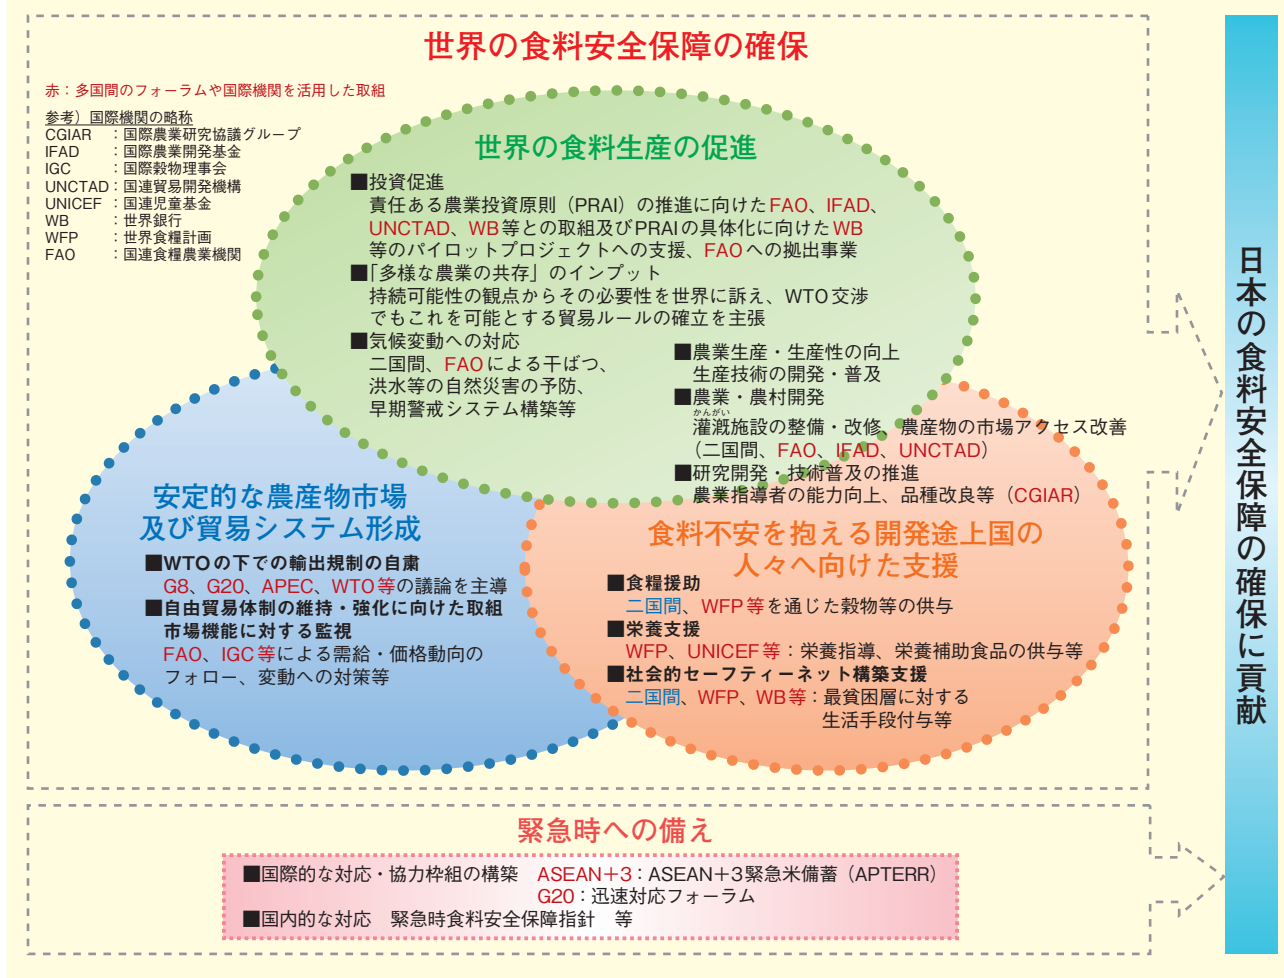 世界の食料安全保障の確保
赤：多国間のフォーラムや国際機関を活用した取組
参考）国際機関の略称
CGIAR：国際農業研究協議グループ
IFAD：国際農業開発基金
IGC：国際穀物理事会
UNCTAD：国連貿易開発機構
UNICEF：国連児童基金
WB：世界銀行
WFP：世界食糧計画
FAO：国連食糧農業機関
世界の食料生産の促進
■投資促進
責任ある農業投資原則（PRAI）の推進に向けたFAO、IFAD、
UNCTAD、WB等との取組及びPRAIの具体化に向けたWB
等のパイロットプロジェクトへの支援、FAOへの拠出事業
■「多様な農業の共存」のインプット
持続可能性の観点からその必要性を世界に訴え、WTO交渉
でもこれを可能とする貿易ルールの確立を主張
■気候変動への対応
二国間、FAOによる干ばつ、
洪水等の自然災害の予防、
早期警戒システム構築等
■農業生産・生産性の向上
生産技術の開発・普及
■農業・農村開発
かんがい
灌漑施設の整備・改修、農産物の市場アクセス改善
（二国間、FAO、IFAD、UNCTAD）
■研究開発・技術普及の推進
農業指導者の能力向上、品種改良等（CGIAR）
安定的な農産物市場
及び貿易システム形成
■WTOの下での輸出規制の自粛
G8、G20、APEC、WTO等の議論を主導
■自由貿易体制の維持・強化に向けた取組
市場機能に対する監視
FAO、IGC等による需給・価格動向の
フォロー、変動への対策等
食料不安を抱える開発途上国の
人々へ向けた支援
■食糧援助
二国間、WFP等を通じた穀物等の供与
■栄養支援
WFP、UNICEF等：栄養指導、栄養補助食品の供与等
■社会的セーフティーネット構築支援
二国間、WFP、WB等：最貧困層に対する
生活手段付与等
緊急時への備え
■国際的な対応・協力枠組の構築　ASEAN＋3：ASEAN＋3緊急米備蓄（APTERR）
G20：迅速対応フォーラム
■国内的な対応　緊急時食料安全保障指針　等
日本の食料安全保障の確保に貢献